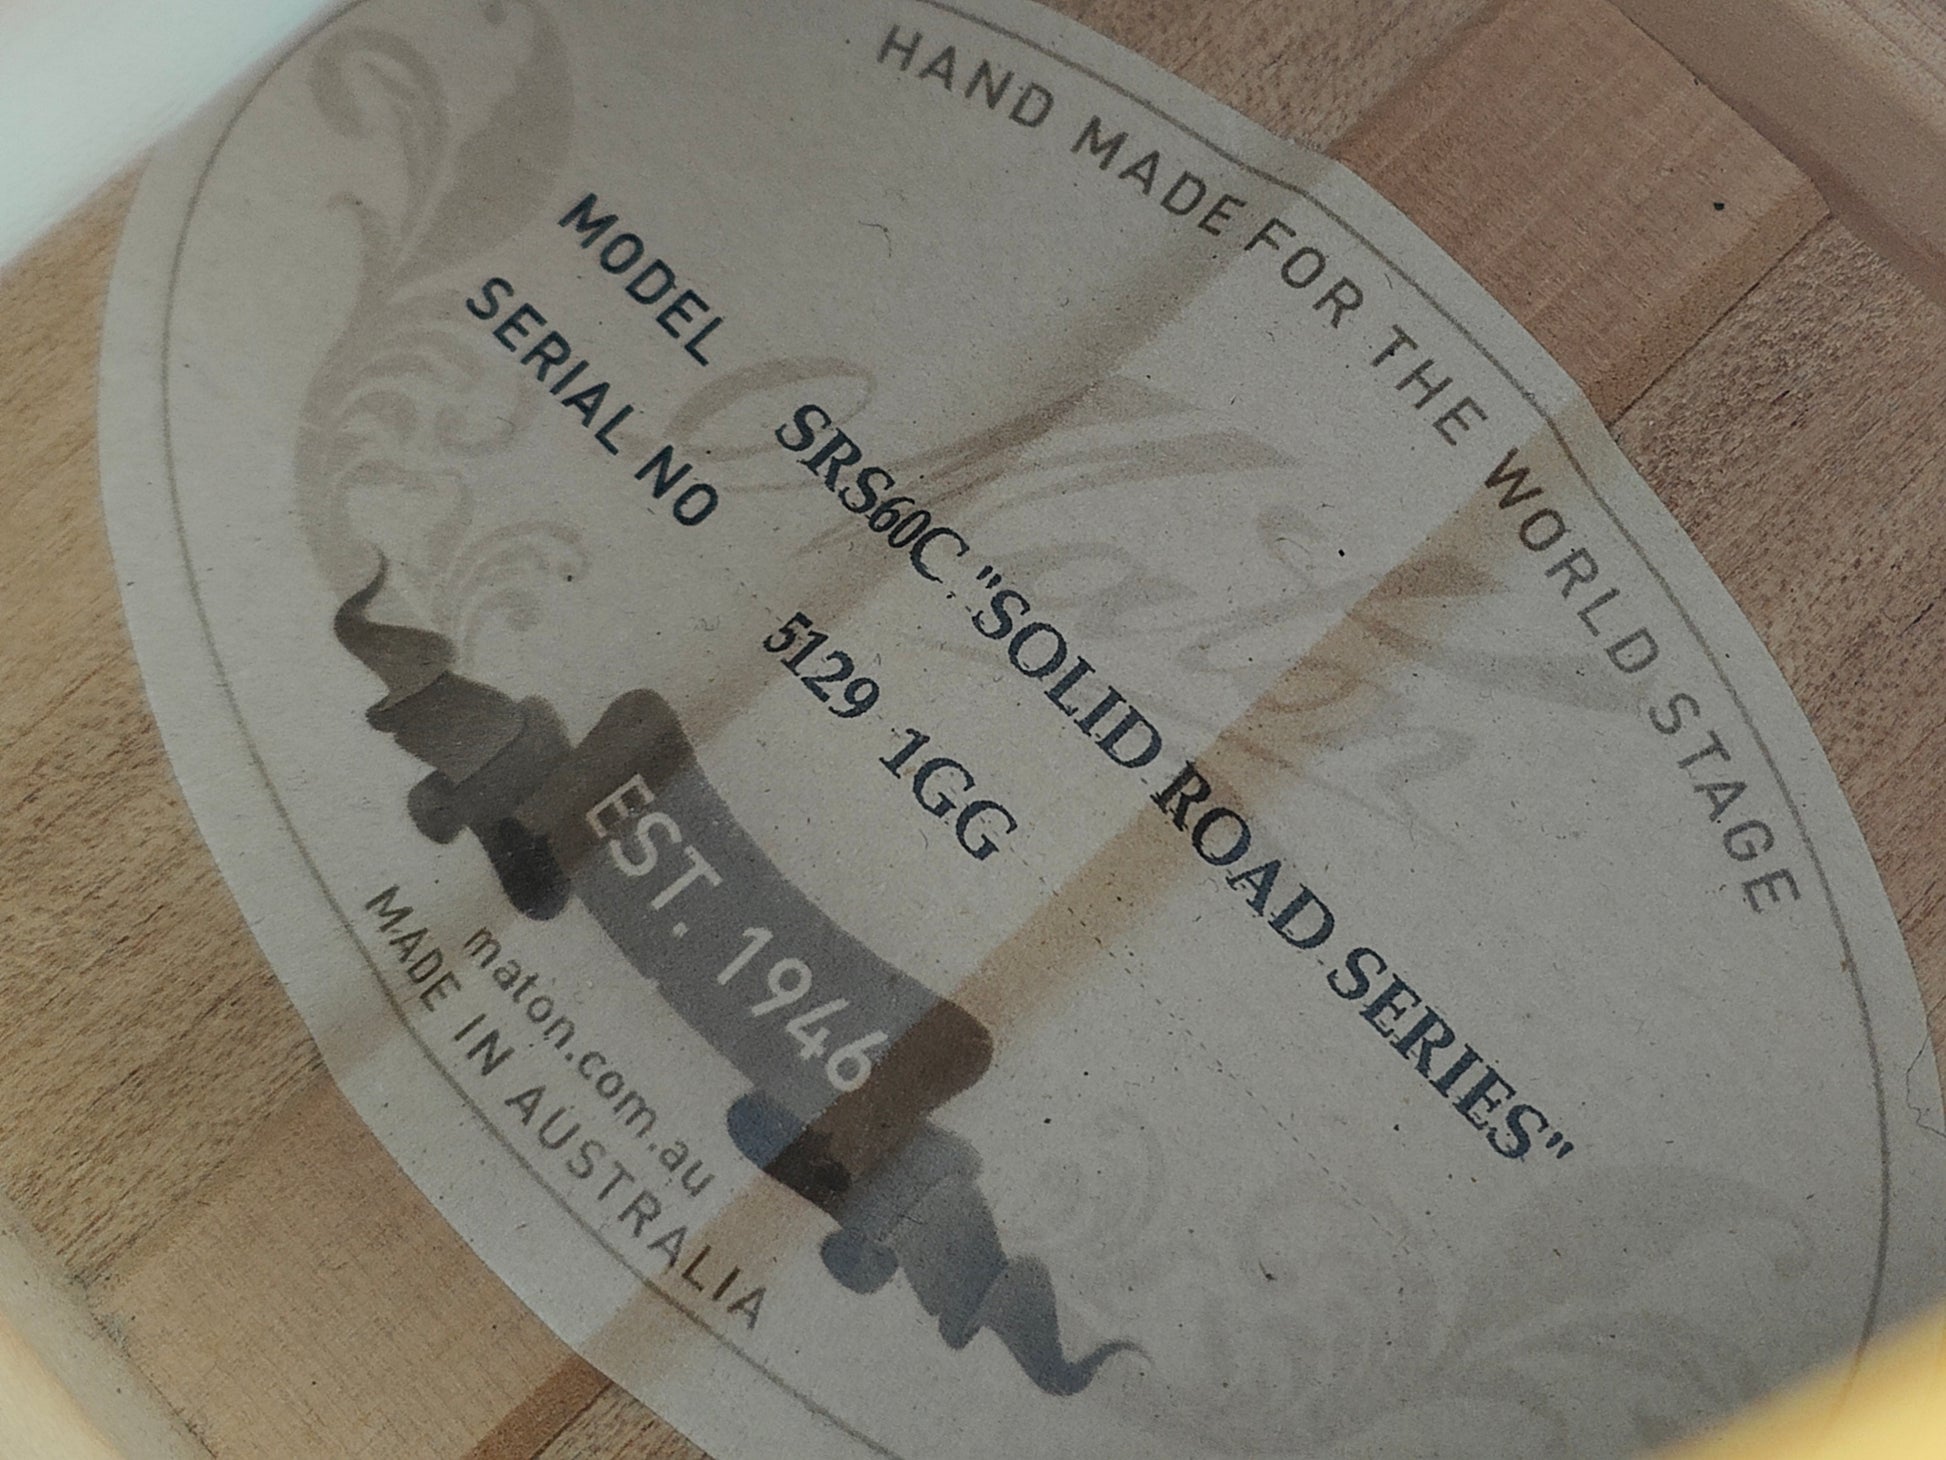 HAND MADE FOR THE WORLD STAGE
Maton
MODEL SRS60C "SOLID ROAD SERIES"
SERIAL NO 5129 1GG
EST. 1946
maton.com.au
MADE IN AUSTRALIA